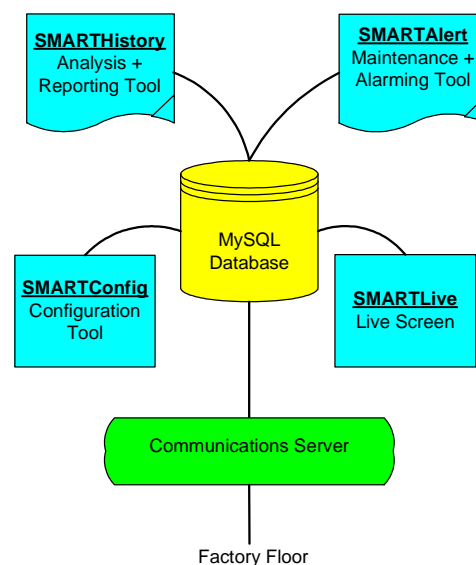 SMARTHistory
Analysis +
Reporting Tool
SMARTAlert
Maintenance +
Alarming Tool
MySQL
Database
SMARTConfig
Configuration
Tool
SMARTLive
Live Screen
Communications Server
Factory Floor